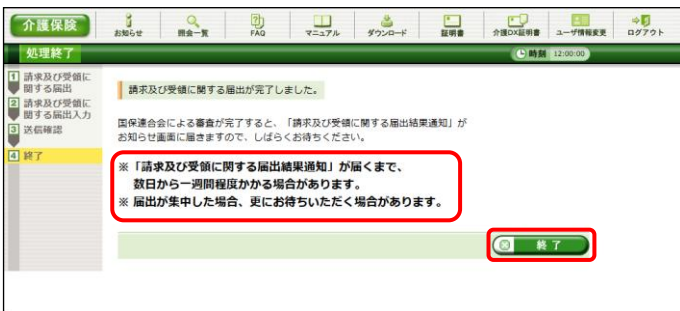 介護保険
お知らせ 照会一覧 FAQ マニュアル ダウンロード 証明書 介護DX証明書 ユーザ情報変更 ログアウト
処理終了
時刻 12:00:00
1 請求及び受領に
関する届出
2 請求及び受領に
関する届出入力
3 送信確認
4 終了
請求及び受領に関する届出が完了しました。
国保連合会による審査が完了すると、「請求及び受領に関する届出結果通知」が
お知らせ画面に届きますので、しばらくお待ちください。
※「請求及び受領に関する届出結果通知」が届くまで、
数日から一週間程度かかる場合があります。
※ 届出が集中した場合、更にお待ちいただく場合があります。
終了